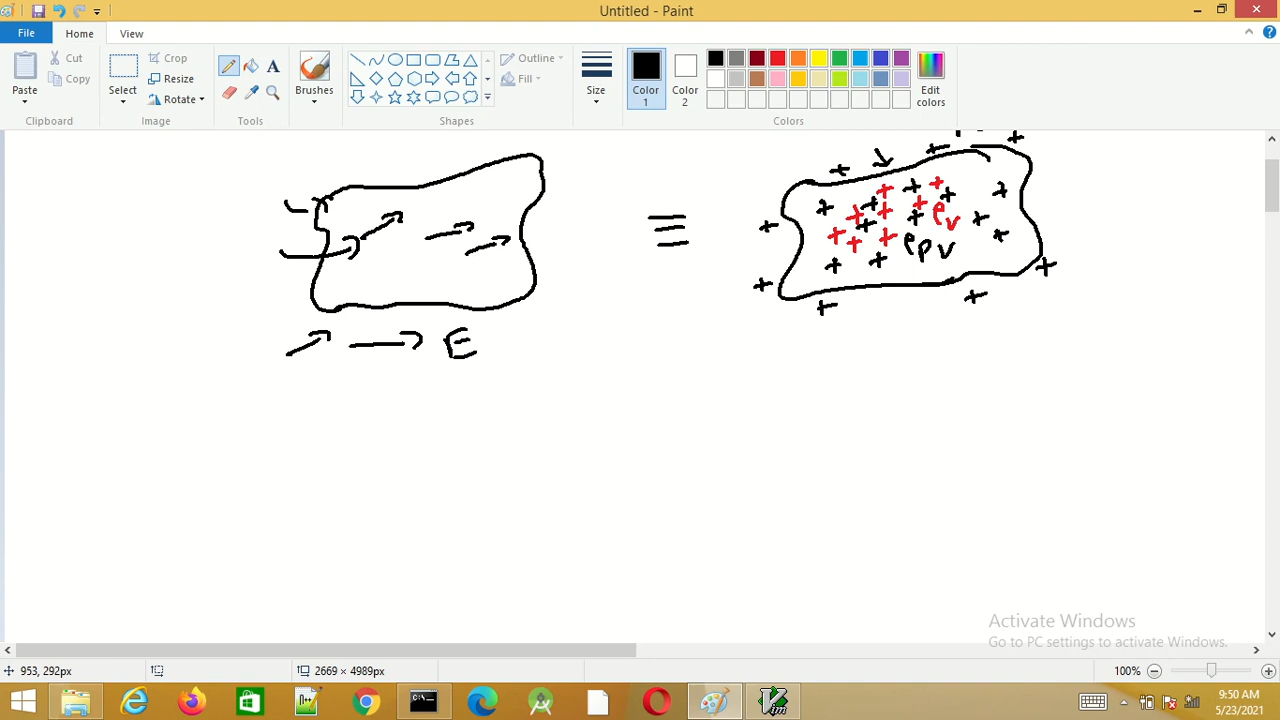 Untitled - Paint
File
Home
View
Paste
Cut
Copy
Clipboard
Select
Crop
Resize
Rotate
Image
Tools
Brushes
Outline
Fill
Shapes
Size
Color 1
Color 2
Edit colors
Colors
ρv
ρpv
E
Activate Windows
Go to PC settings to activate Windows.
953, 292px
2669 × 4989px
100%
9:50 AM
5/23/2021